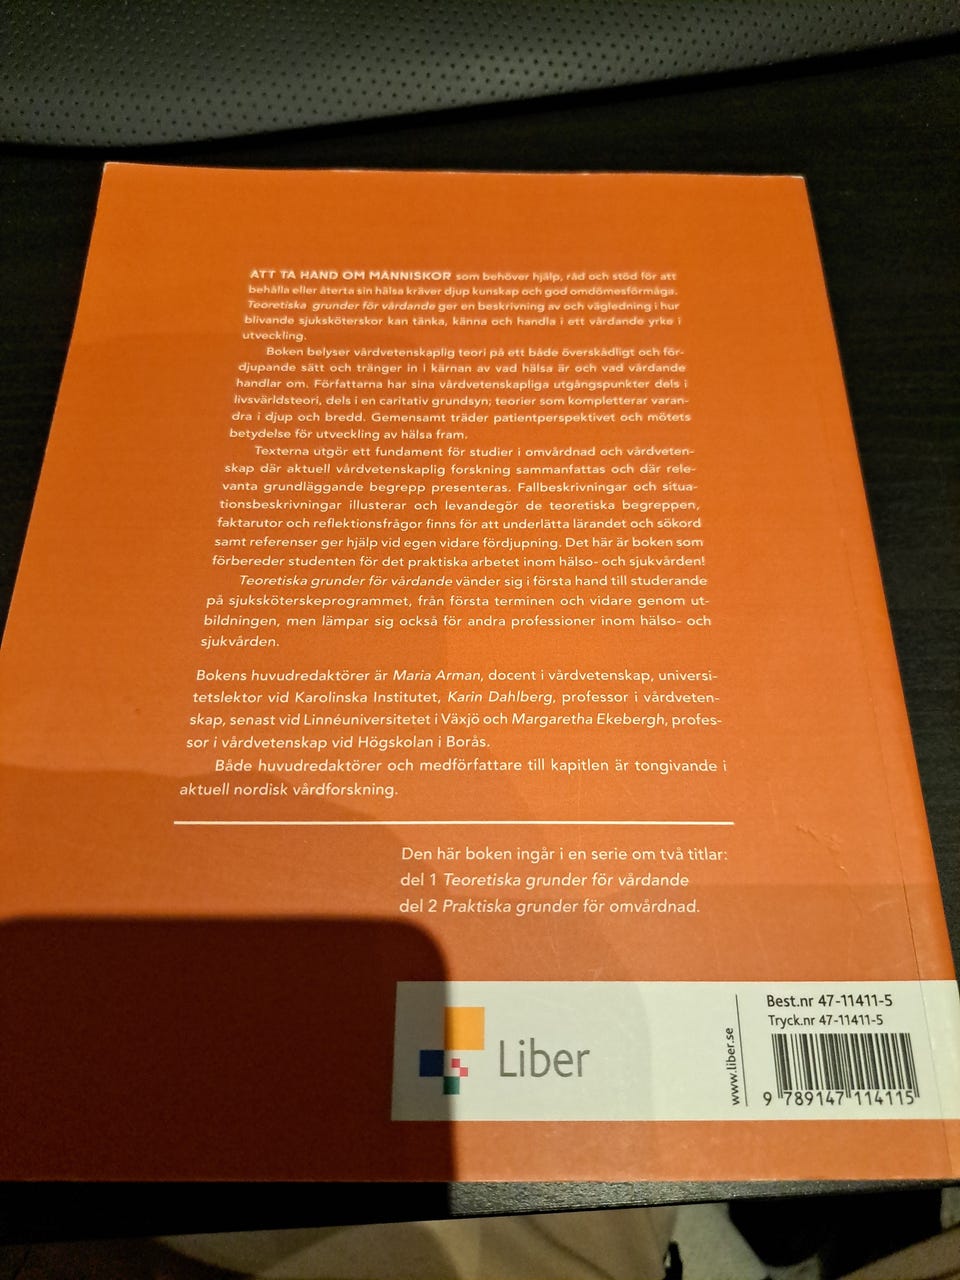 ATT TA HAND OM MÄNNISKOR som behöver hjälp, råd och stöd för att
behålla eller återta sin hälsa kräver djup kunskap och god omdömesförmåga.
Teoretiska grunder för vårdande ger en beskrivning av och vägledning i hur
blivande sjuksköterskor kan tänka, känna och handla i ett vårdande yrke i
utveckling.
Boken belyser vårdvetenskaplig teori på ett både överskådligt och för-
djupande sätt och tränger in i kärnan av vad hälsa är och vad vårdande
handlar om. Författarna har sina vårdvetenskapliga utgångspunkter dels i
livsvärldsteori, dels i en caritativ grundsyn; teorier som kompletterar varan-
dra i djup och bredd. Gemensamt träder patientperspektivet och mötets
betydelse för utveckling av hälsa fram.
Texterna utgör ett fundament för studier i omvårdnad och vårdveten-
skap där aktuell vårdvetenskaplig forskning sammanfattas och där rele-
vanta grundläggande begrepp presenteras. Fallbeskrivningar och situa-
tionsbeskrivningar illusterar och levandegör de teoretiska begreppen,
faktarutor och reflektionsfrågor finns för att underlätta lärandet och sökord
samt referenser ger hjälp vid egen vidare fördjupning. Det här är boken som
förbereder studenten för det praktiska arbetet inom hälso- och sjukvården!
Teoretiska grunder för vårdande vänder sig i första hand till studerande
på sjuksköterskeprogrammet, från första terminen och vidare genom ut-
bildningen, men lämpar sig också för andra professioner inom hälso- och
sjukvården.
Bokens huvudredaktörer är Maria Arman, docent i vårdvetenskap, universi-
tetslektor vid Karolinska Institutet, Karin Dahlberg, professor i vårdveten-
skap, senast vid Linnéuniversitetet i Växjö och Margaretha Ekebergh, profes-
sor i vårdvetenskap vid Högskolan i Borås.
Både huvudredaktörer och medförfattare till kapitlen är tongivande i
aktuell nordisk vårdforskning.
Den här boken ingår i en serie om två titlar:
del 1 Teoretiska grunder för vårdande
del 2 Praktiska grunder för omvårdnad.
Liber
www.liber.se
Best.nr 47-11411-5
Tryck.nr 47-11411-5
9 789147 114115